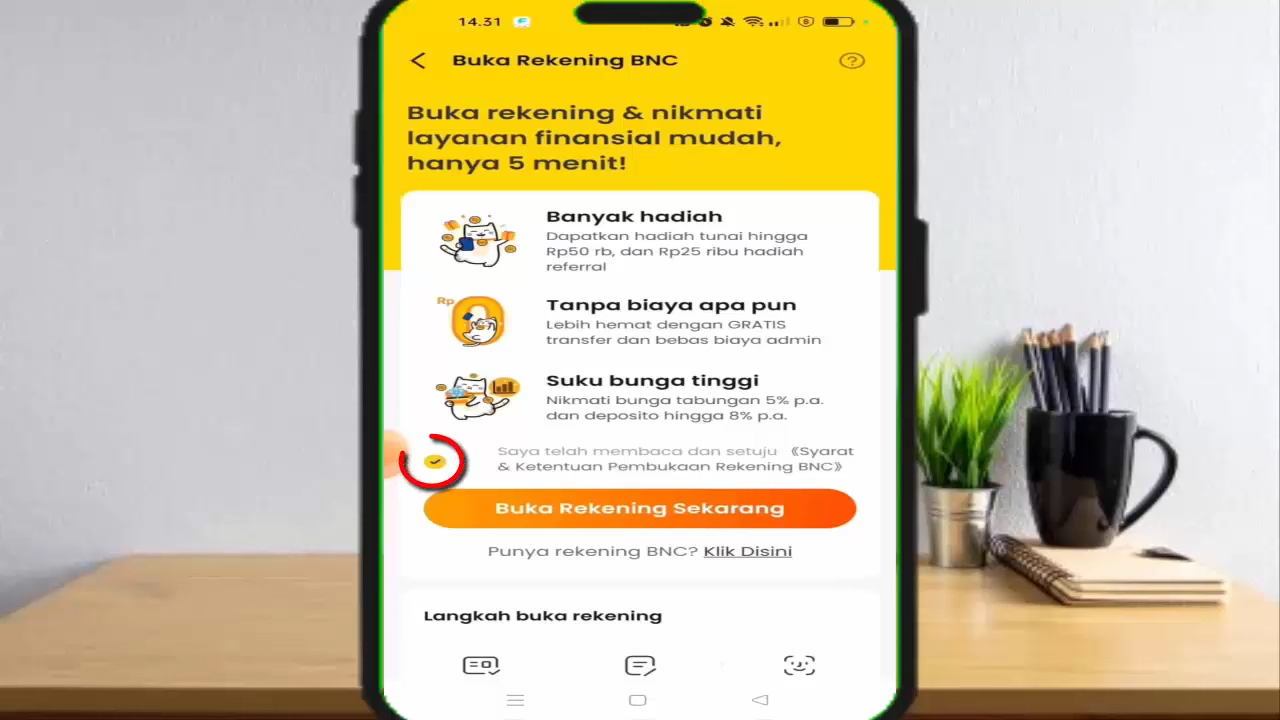 14.31
Buka Rekening BNC
Buka rekening & nikmati
layanan finansial mudah,
hanya 5 menit!
Banyak hadiah
Dapatkan hadiah tunai hingga
Rp50 rb, dan Rp25 ribu hadiah
referral
Rp
Tanpa biaya apa pun
Lebih hemat dengan GRATIS
transfer dan bebas biaya admin
Suku bunga tinggi
Nikmati bunga tabungan 5% p.a.
dan deposito hingga 8% p.a.
Saya telah membaca dan setuju 《Syarat
& Ketentuan Pembukaan Rekening BNC》
Buka Rekening Sekarang
Punya rekening BNC? Klik Disini
Langkah buka rekening